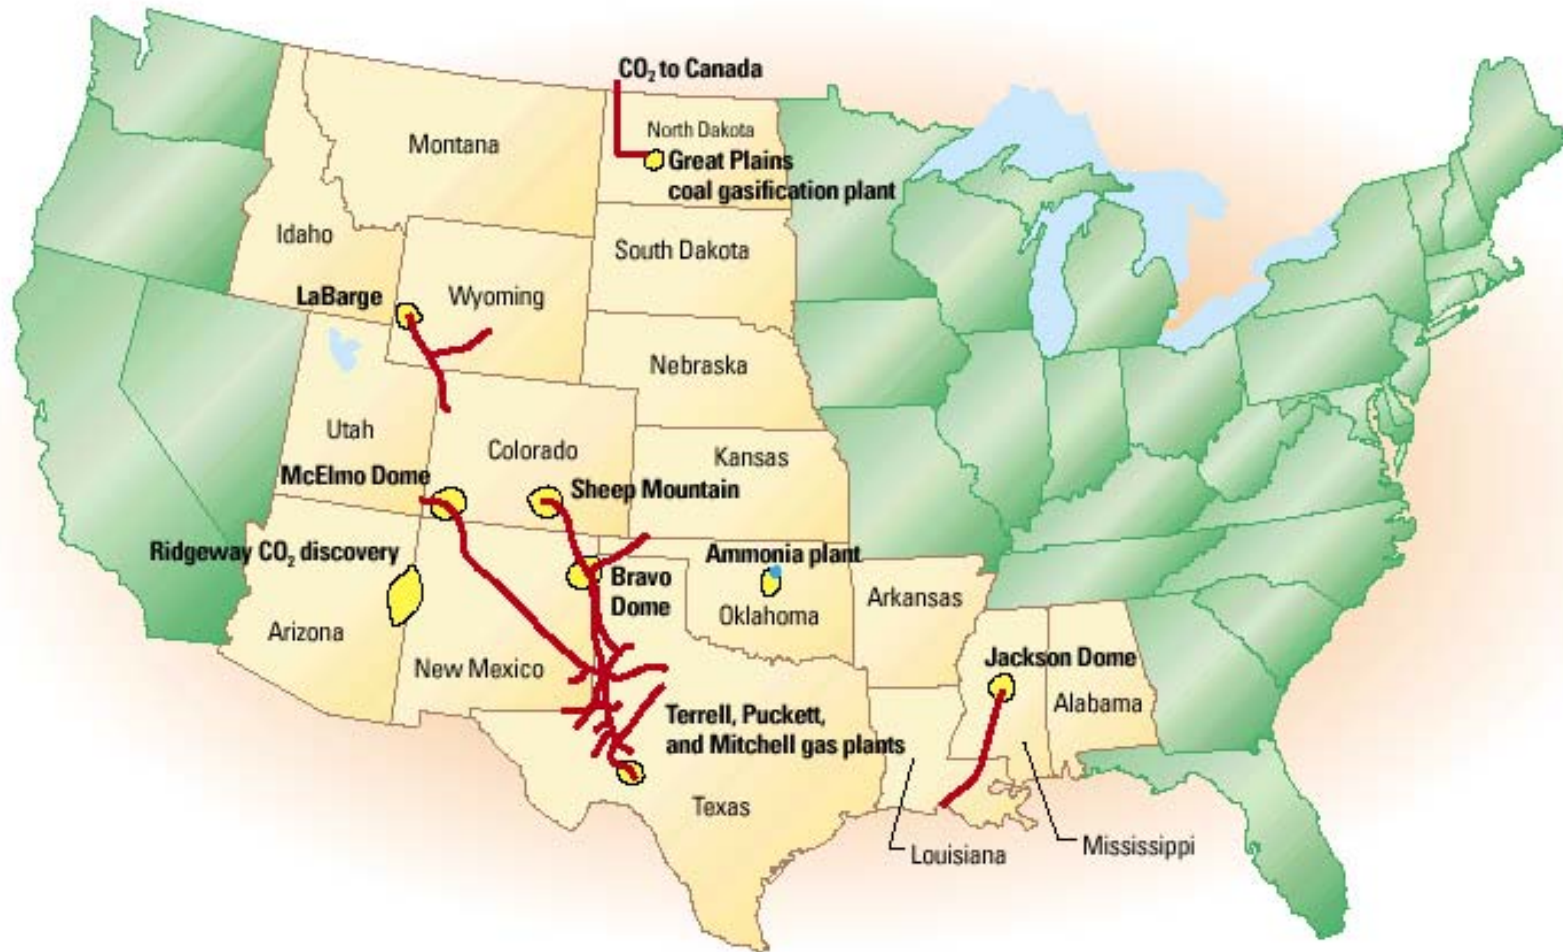 CO₂ to Canada
North Dakota
Great Plains
coal gasification plant
Montana
Idaho
South Dakota
LaBarge
Wyoming
Nebraska
Utah
Colorado
Kansas
McElmo Dome
Sheep Mountain
Ridgeway CO₂ discovery
Ammonia plant
Bravo
Dome
Oklahoma
Arkansas
Arizona
New Mexico
Jackson Dome
Alabama
Terrell, Puckett,
and Mitchell gas plants
Texas
Louisiana
Mississippi